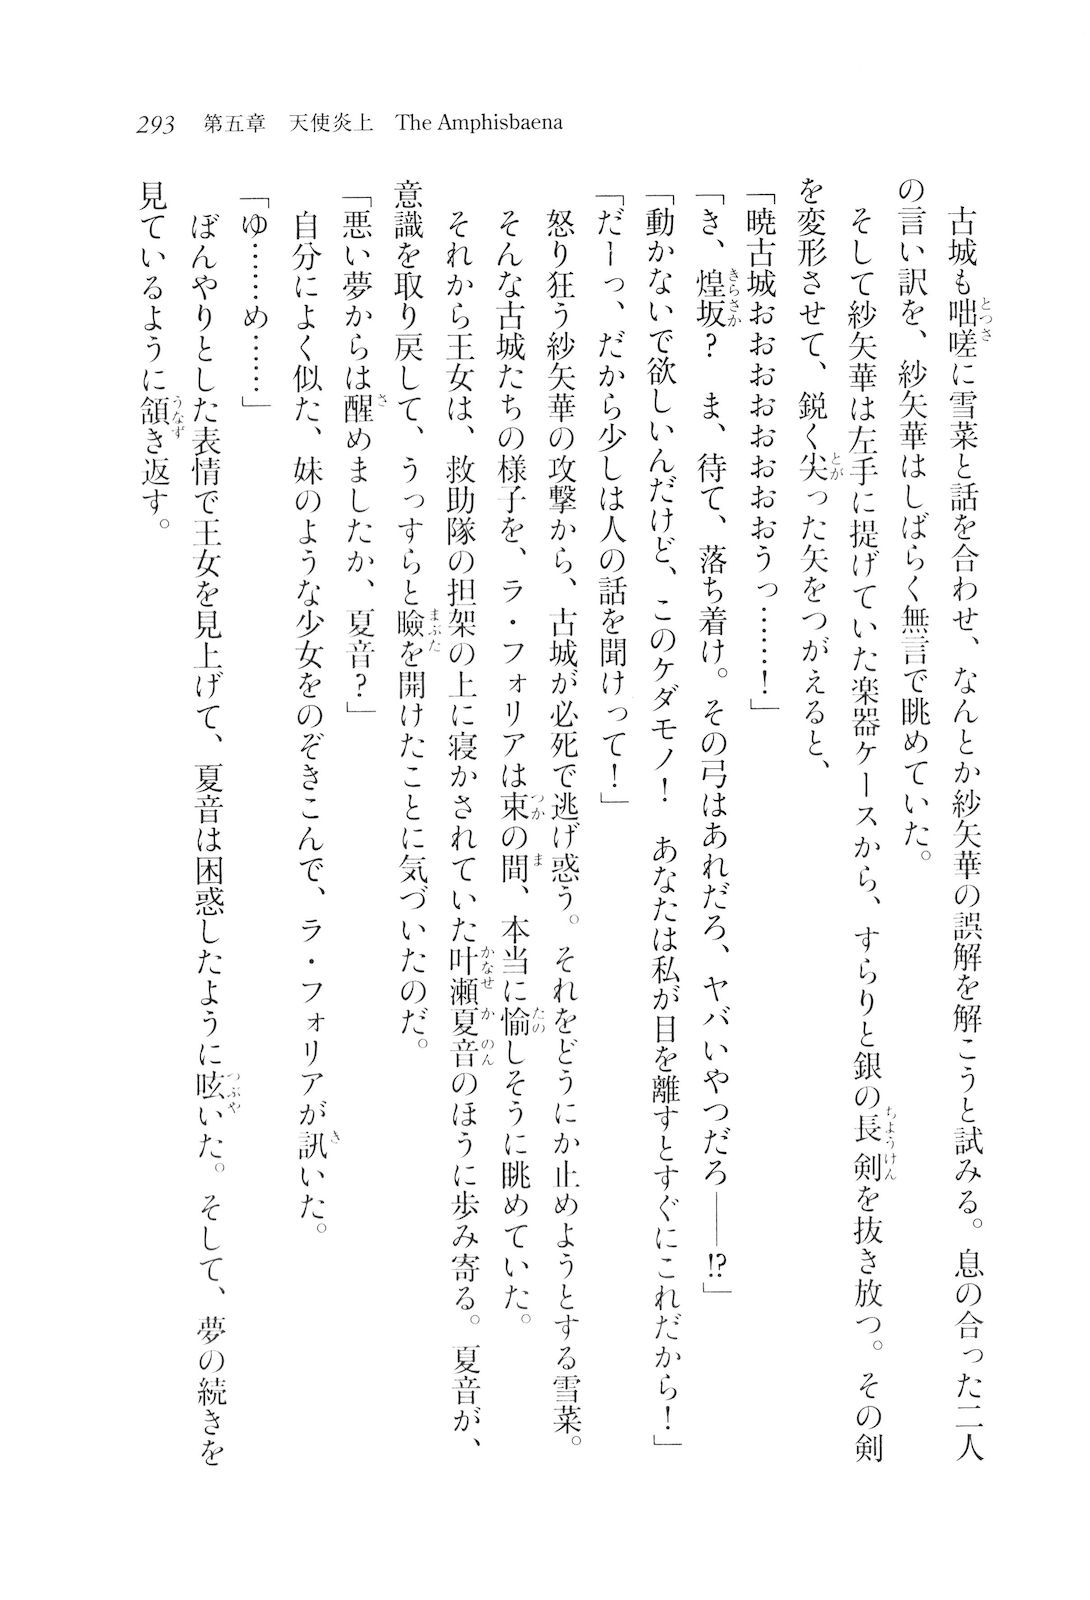 293　第五章　天使炎上　The Amphisbaena
　古城も咄嗟に雪菜と話を合わせ、なんとか紗矢華の誤解を解こうと試みる。息の合った二人
の言い訳を、紗矢華はしばらく無言で眺めていた。
　そして紗矢華は左手に提げていた楽器ケースから、すらりと銀の長剣を抜き放つ。その剣
を変形させて、鋭く尖った矢をつがえると、
「暁古城おおおおおおおおうっ……！」
「き、煌坂？　ま、待て、落ち着け。その弓はあれだろ、ヤバいやつだろ――!?」
「動かないで欲しいんだけど、このケダモノ！　あなたは私が目を離すとすぐにこれだから！」
「だーっ、だから少しは人の話を聞けって！」
　怒り狂う紗矢華の攻撃から、古城が必死で逃げ惑う。それをどうにか止めようとする雪菜。
　そんな古城たちの様子を、ラ・フォリアは束の間、本当に愉しそうに眺めていた。
　それから王女は、救助隊の担架の上に寝かされていた叶瀬夏音のほうに歩み寄る。夏音が、
意識を取り戻して、うっすらと瞼を開けたことに気づいたのだ。
「悪い夢からは醒めましたか、夏音？」
　自分によく似た、妹のような少女をのぞきこんで、ラ・フォリアが訊いた。
「ゆ……め……」
　ぼんやりとした表情で王女を見上げて、夏音は困惑したように呟いた。そして、夢の続きを
見ているように頷き返す。